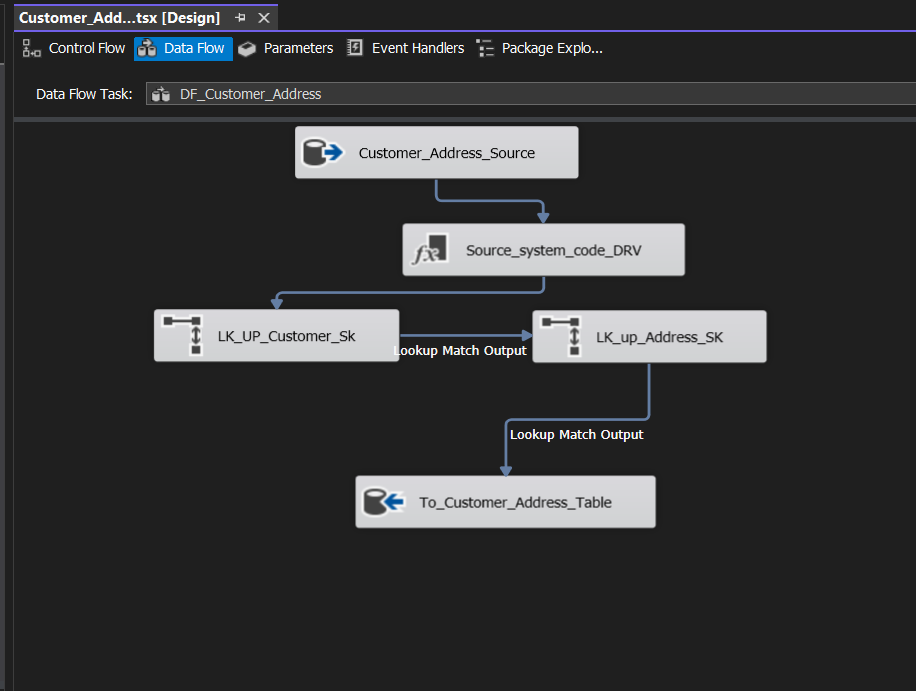 Customer_Add...tsx [Design]
Control Flow Data Flow Parameters Event Handlers Package Explo...
Data Flow Task: DF_Customer_Address
Customer_Address_Source
fx Source_system_code_DRV
LK_UP_Customer_Sk
Lookup Match Output
LK_up_Address_SK
Lookup Match Output
To_Customer_Address_Table